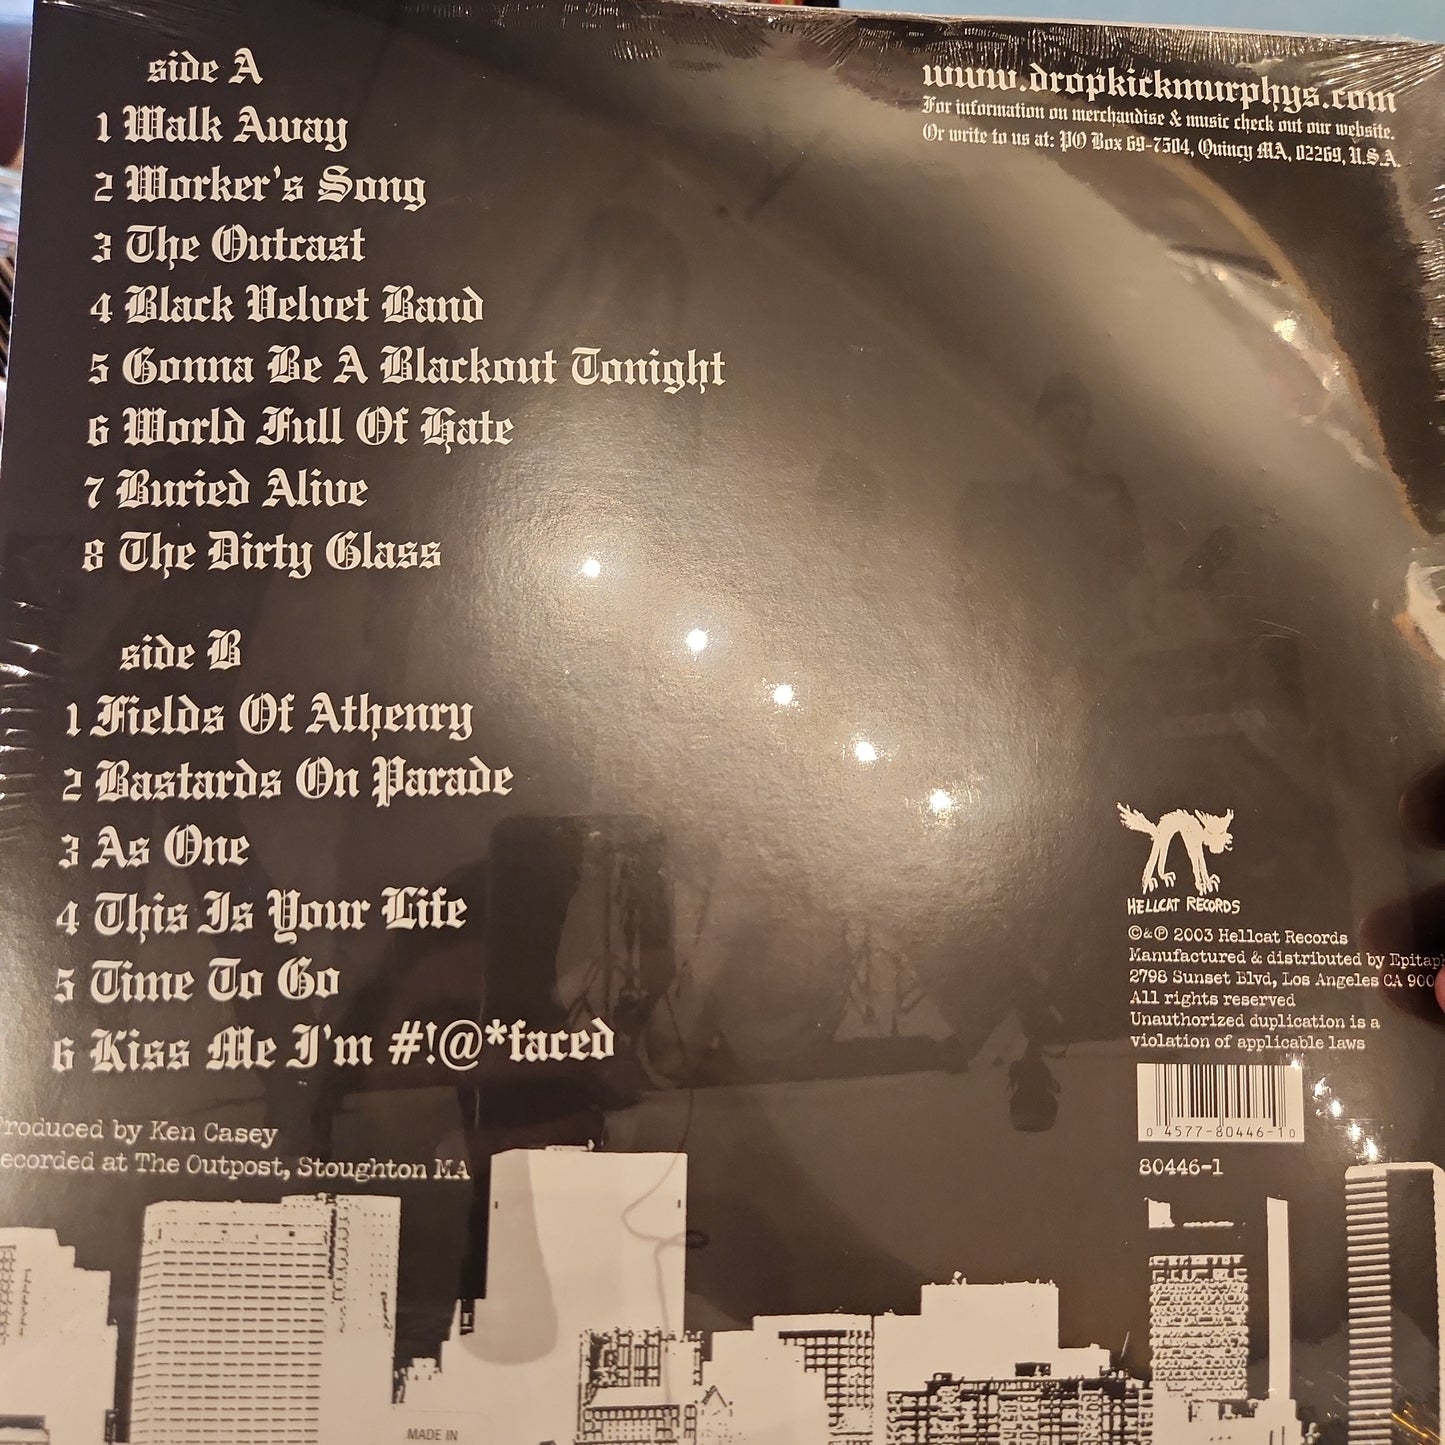 side A
1 Walk Away
2 Worker's Song
3 The Outcast
4 Black Velvet Band
5 Gonna Be A Blackout Tonight
6 World Full Of Hate
7 Buried Alive
8 The Dirty Glass
side B
1 Fields Of Athenry
2 Bastards On Parade
3 As One
4 This Is Your Life
5 Time To Go
6 Kiss Me I'm #!@*faced
roduced by Ken Casey
ecorded at The Outpost, Stoughton MA
www.dropkickmurphys.com
For information on merchandise & music check out our website.
Or write to us at: PO Box 69-7504, Quincy MA, 02269, U.S.A.
HELLCAT RECORDS
©&℗ 2003 Hellcat Records
Manufactured & distributed by Epitap
2798 Sunset Blvd, Los Angeles CA 900
All rights reserved
Unauthorized duplication is a
violation of applicable laws
0 4577-80446-1 0
80446-1
MADE IN